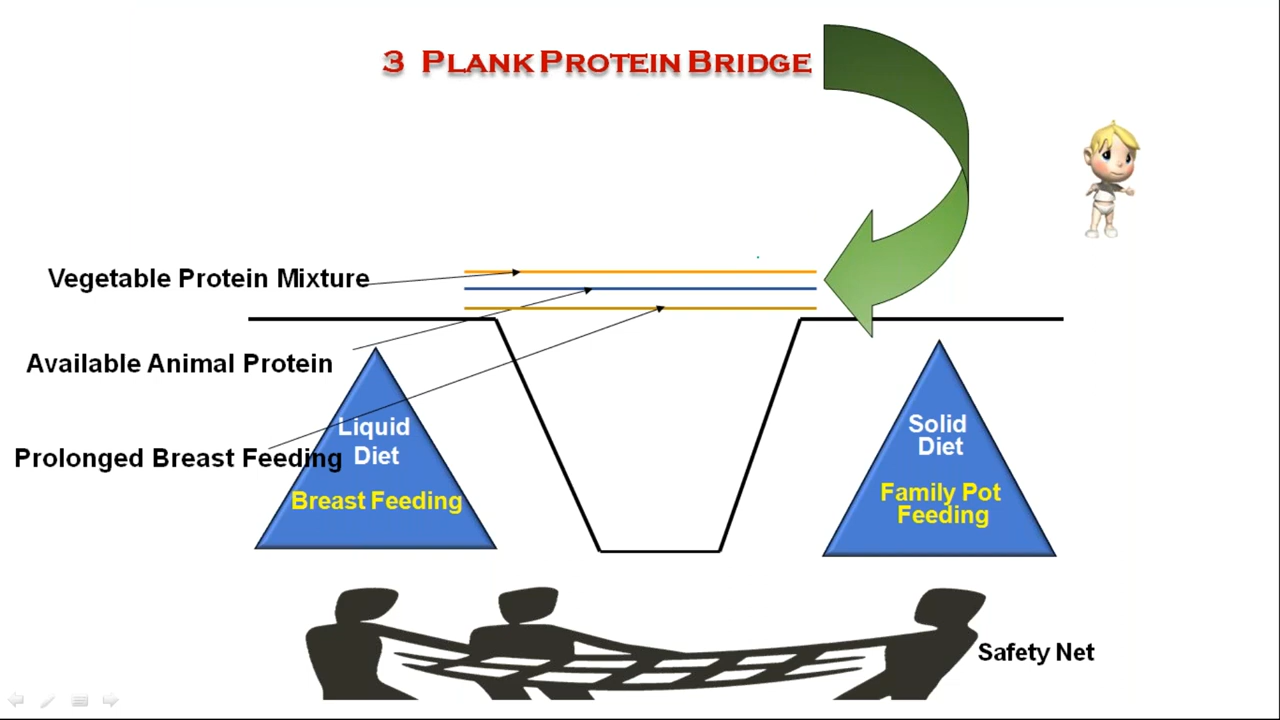 3 PLANK PROTEIN BRIDGE
Vegetable Protein Mixture
Available Animal Protein
Prolonged Breast Feeding
Liquid
Diet
Breast Feeding
Solid
Diet
Family Pot
Feeding
Safety Net